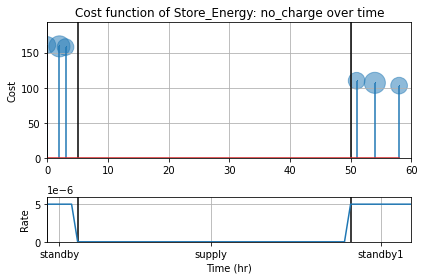 Cost function of Store_Energy: no_charge over time
150
100
50
0
Cost
0 10 20 30 40 50 60
1e−6
5
0
Rate
standby supply standby1
Time (hr)